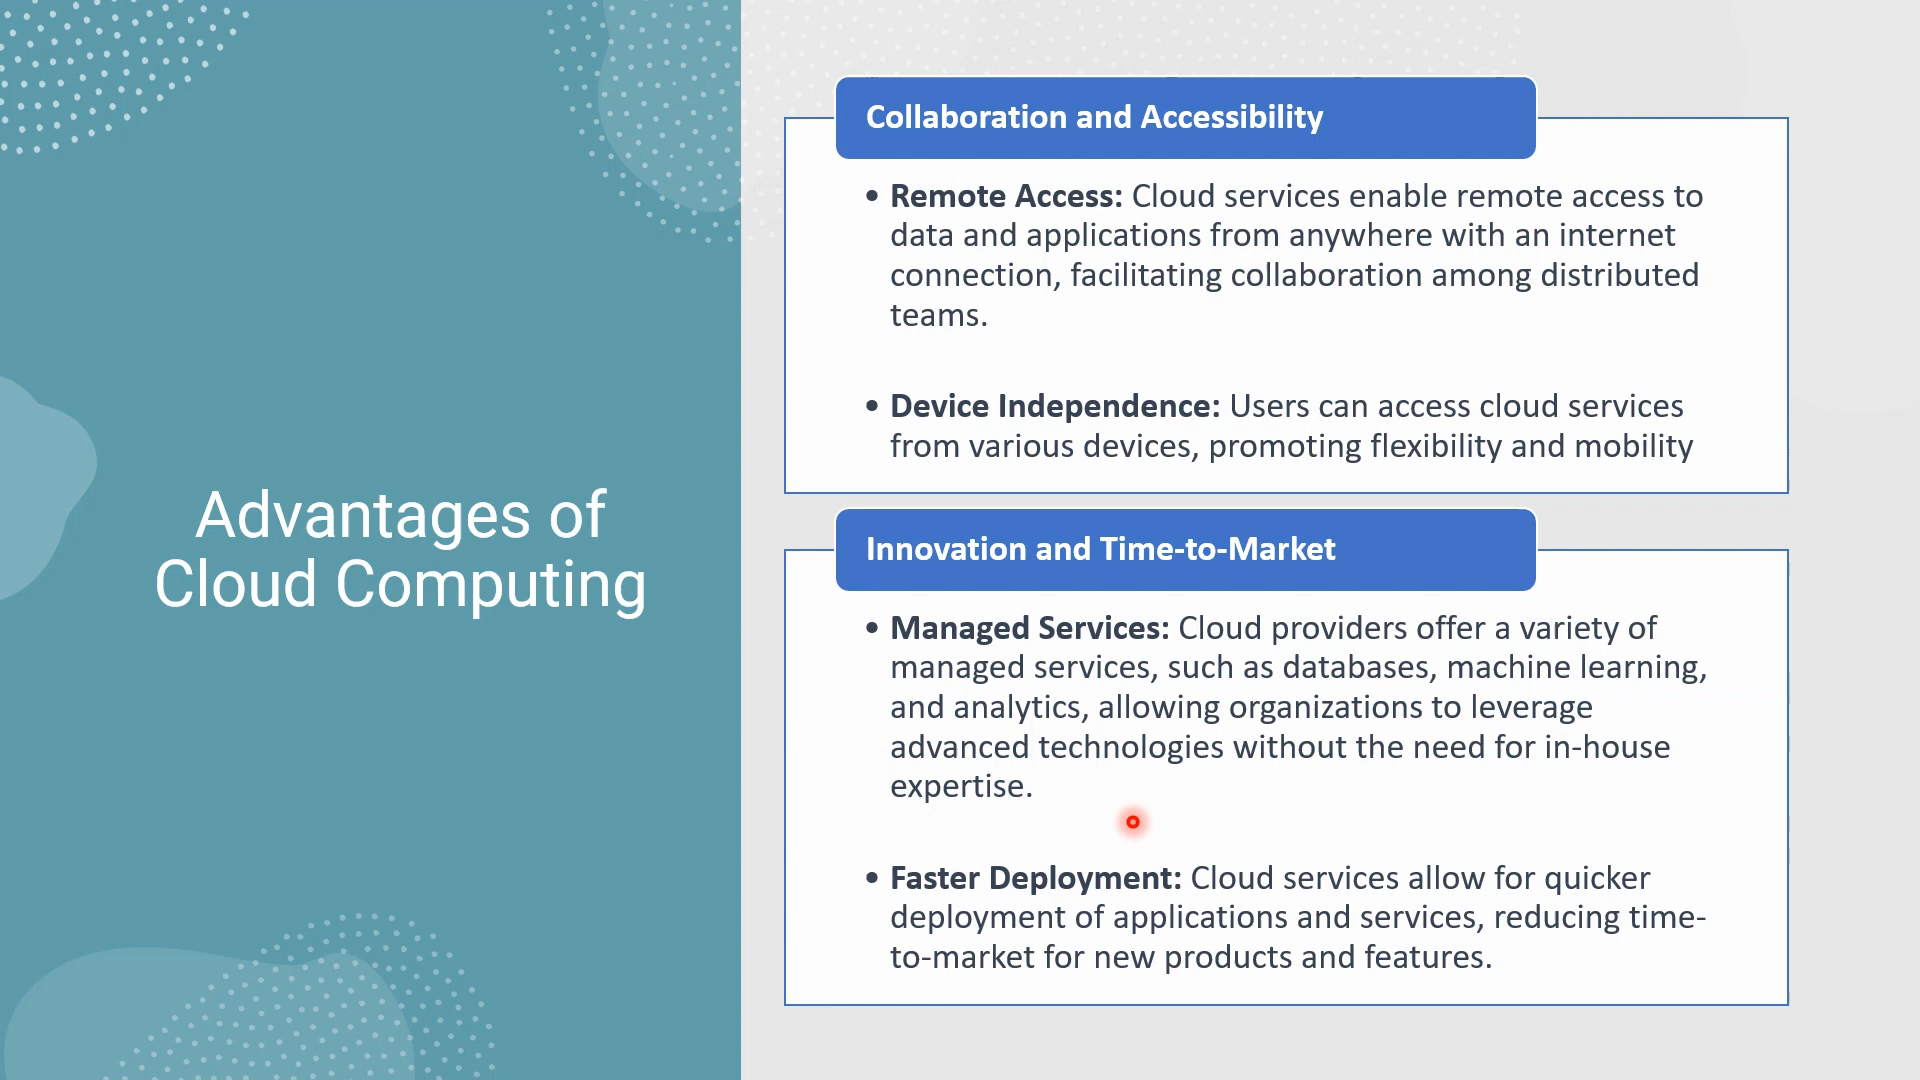 Advantages of
Cloud Computing
Collaboration and Accessibility
• Remote Access: Cloud services enable remote access to
data and applications from anywhere with an internet
connection, facilitating collaboration among distributed
teams.
• Device Independence: Users can access cloud services
from various devices, promoting flexibility and mobility
Innovation and Time-to-Market
• Managed Services: Cloud providers offer a variety of
managed services, such as databases, machine learning,
and analytics, allowing organizations to leverage
advanced technologies without the need for in-house
expertise.
• Faster Deployment: Cloud services allow for quicker
deployment of applications and services, reducing time-
to-market for new products and features.